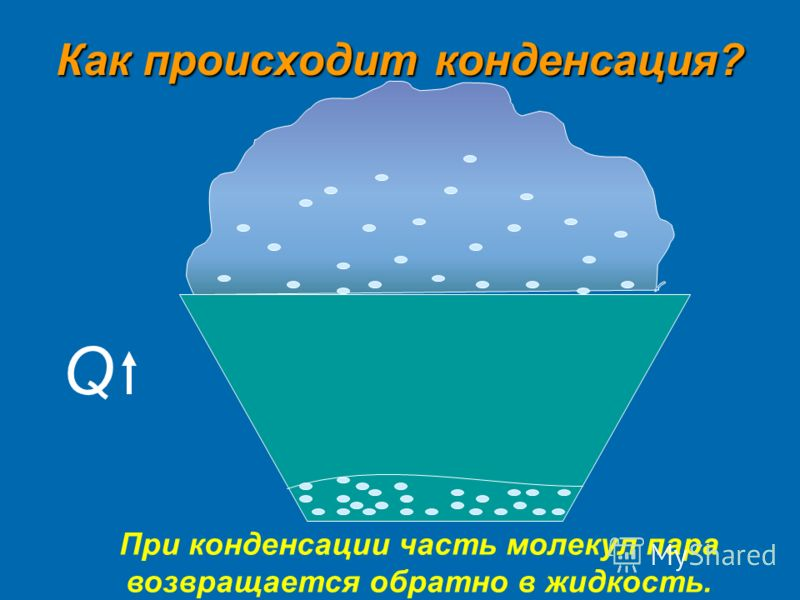 Как происходит конденсация?
Q↑
При конденсации часть молекул пара
возвращается обратно в жидкость.
MyShared